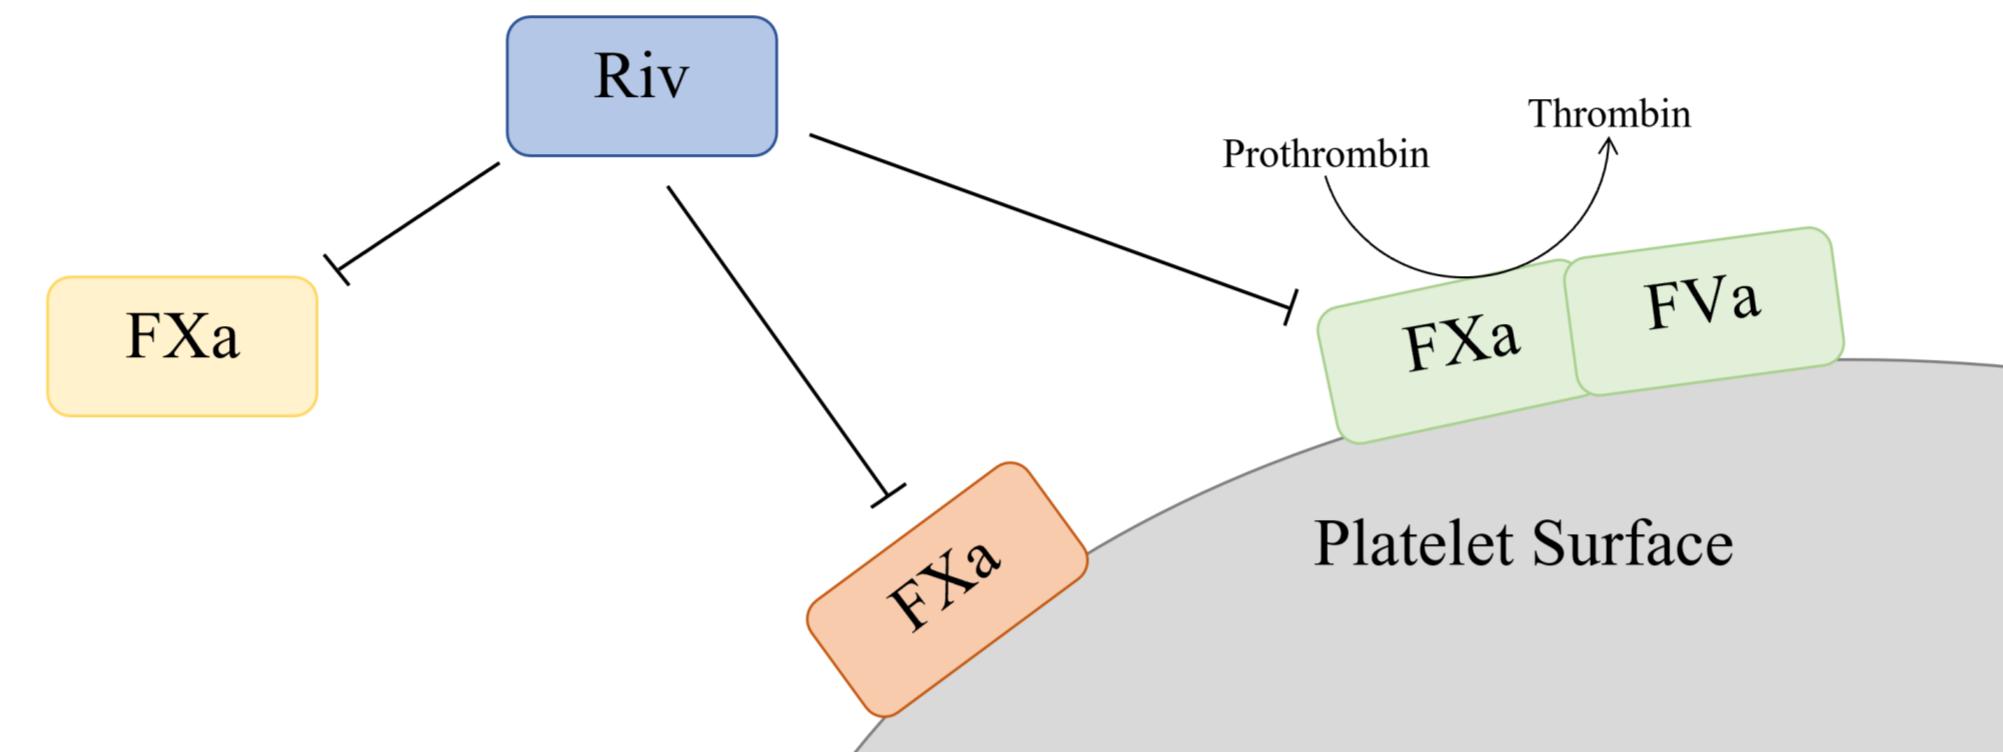 Riv
Thrombin
Prothrombin
FXa
FXa
FVa
FXa
Platelet Surface